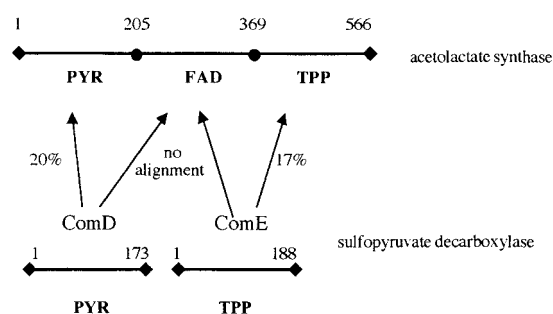 1 205 369 566
acetolactate synthase
PYR FAD TPP
20% no alignment 17%
ComD ComE
sulfopyruvate decarboxylase
1 173 1 188
PYR TPP